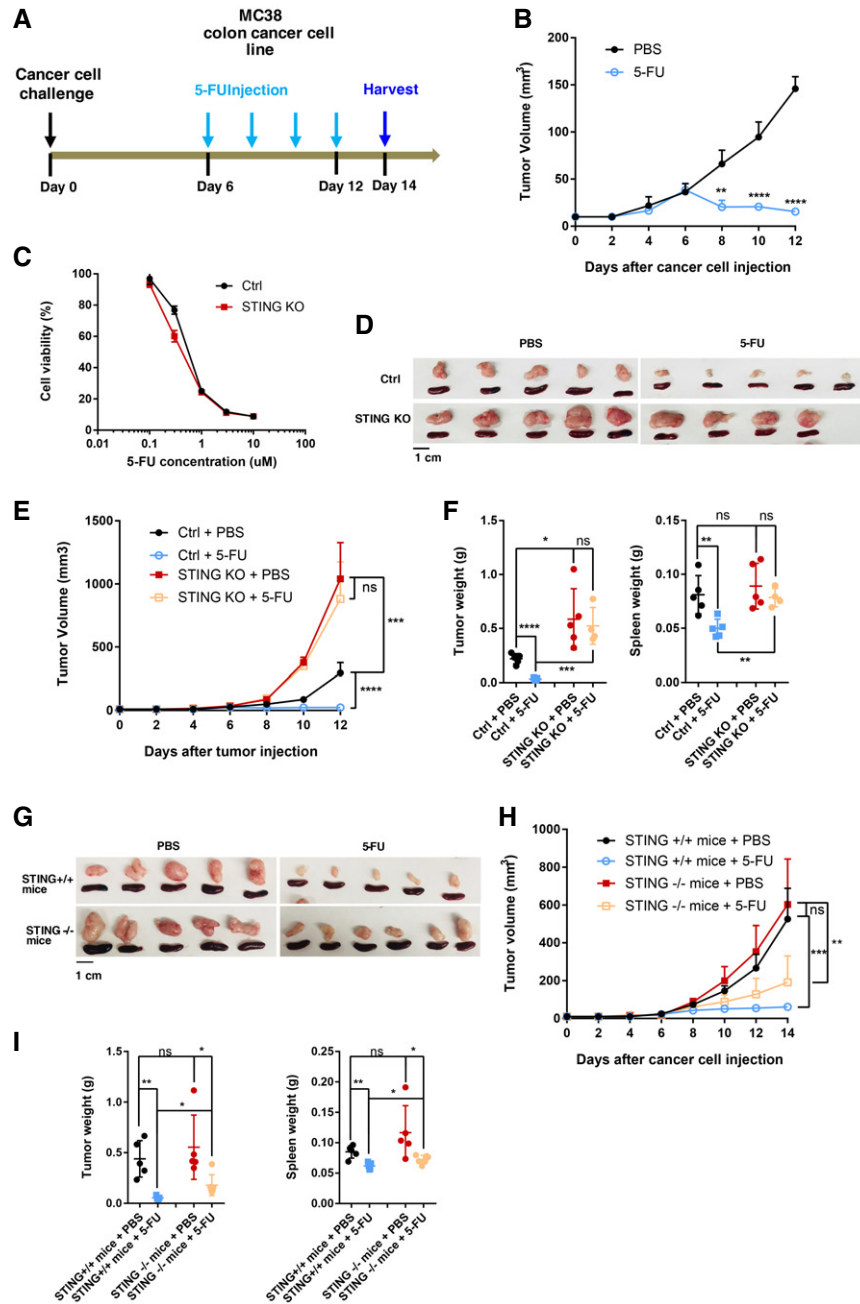 A
MC38
colon cancer cell
line
Cancer cell
challenge
5-FUInjection
Harvest
Day 0
Day 6
Day 12
Day 14
B
Tumor Volume (mm³)
200
150
100
50
0
PBS
5-FU
**
****
****
0 2 4 6 8 10 12
Days after cancer cell injection
C
Cell viability (%)
100
80
60
40
20
0
Ctrl
STING KO
0.01 0.1 1 10 100
5-FU concentration (uM)
D
PBS
5-FU
Ctrl
STING KO
1 cm
E
Tumor Volume (mm3)
1500
1000
500
0
Ctrl + PBS
Ctrl + 5-FU
STING KO + PBS
STING KO + 5-FU
ns
***
****
0 2 4 6 8 10 12
Days after tumor injection
F
Tumor weight (g)
1.5
1.0
0.5
0.0
* ns
****
***
Ctrl + PBS
Ctrl + 5-FU
STING KO + PBS
STING KO + 5-FU
Spleen weight (g)
0.15
0.10
0.05
0.00
ns ns
**
**
Ctrl + PBS
Ctrl + 5-FU
STING KO + PBS
STING KO + 5-FU
G
PBS
5-FU
STING+/+
mice
STING -/-
mice
1 cm
H
Tumor volume (mm³)
1000
800
600
400
200
0
STING +/+ mice + PBS
STING +/+ mice + 5-FU
STING -/- mice + PBS
STING -/- mice + 5-FU
ns
***
**
0 2 4 6 8 10 12 14
Days after cancer cell injection
I
Tumor weight (g)
1.5
1.0
0.5
0.0
ns *
**
*
STING+/+ mice + PBS
STING+/+ mice + 5-FU
STING -/- mice + PBS
STING -/- mice + 5-FU
Spleen weight (g)
0.25
0.20
0.15
0.10
0.05
0.00
ns *
**
*
STING+/+ mice + PBS
STING+/+ mice + 5-FU
STING -/- mice + PBS
STING -/- mice + 5-FU